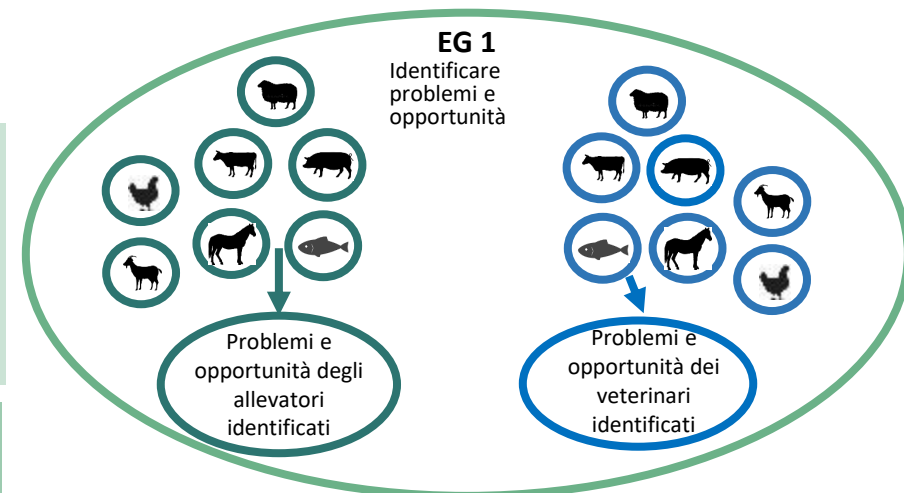 EG 1
Identificare
problemi e
opportunità
Problemi e
opportunità degli
allevatori
identificati
Problemi e
opportunità dei
veterinari
identificati